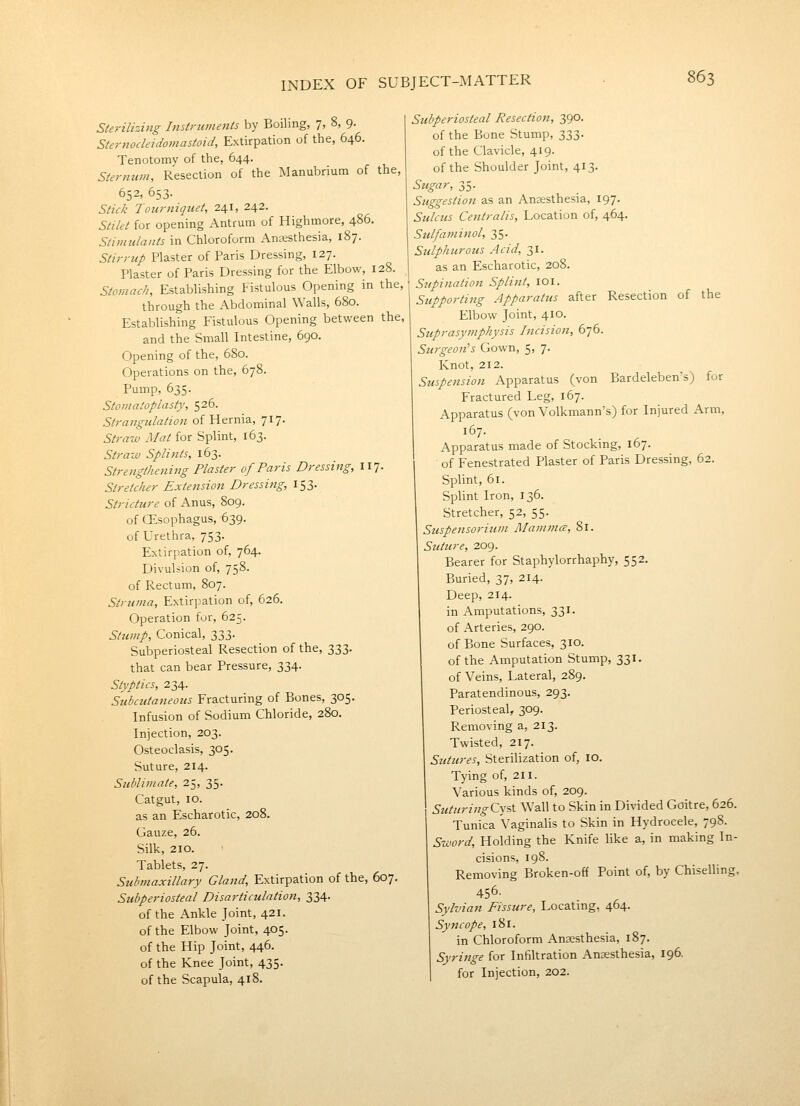 INDEX OF SUBJECT-MATTER 863
Sterilizing Instruments by Boiling, 7, 8, 9.
Sternocleidomastoid, Extirpation of the, 646.
Tenotomy of the, 644.
Sternum, Resection of the Manubrium of the,
652, 653.
Stick Tourniquet, 241, 242.
Stilet for opening Antrum of Highmore, 486.
Stimulants in Chloroform Anæsthesia, 187.
Stirrup Plaster of Paris Dressing, 127.
Plaster of Paris Dressing for the Elbow, 128.
Stomach, Establishing Fistulous Opening in the,
through the Abdominal Walls, 680.
Establishing Fistulous Opening between the,
and the Small Intestine, 690.
Opening of the, 680.
Operations on the, 678.
Pump, 635.
Stomatoplasty, 526.
Strangulation of Hernia, 717.
Straw Mat for Splint, 163.
Straw Splints, 163.
Strengthening Plaster of Paris Dressing, 117.
Stretcher Extension Dressing, 153.
Stricture of Anus, 809.
of Œsophagus, 639.
of Urethra, 753.
Extirpation of, 764.
Divulsion of, 758.
of Rectum, 807.
Struma, Extirpation of, 626.
Operation for, 625.
Stump, Conical, 333.
Subperiosteal Resection of the, 333.
that can bear Pressure, 334.
Styptics, 234.
Subcutaneous Fracturing of Bones, 305.
Infusion of Sodium Chloride, 280.
Injection, 203.
Osteoclasis, 305.
Suture, 214.
Sublimate, 25, 35.
Catgut, 10.
as an Escharotic, 208.
Gauze, 26.
Silk, 210.
Tablets, 27.
Submaxillary Gland, Extirpation of the, 607.
Subperiosteal Disarticulation, 334.
of the Ankle Joint, 421.
of the Elbow Joint, 405.
of the Hip Joint, 446.
of the Knee Joint, 435.
of the Scapula, 418.
Subperiosteal Resection, 390.
of the Bone Stump, 333.
of the Clavicle, 419.
of the Shoulder Joint, 413.
Sugar, 35.
Suggestion as an Anæsthesia, 197.
Sulcus Centralis, Location of, 464.
Sulfaminol, 35.
Sulphurous Acid, 31.
as an Escharotic, 208.
Supination Splint, 101.
Supporting Apparatus after Resection of the
Elbow Joint, 410.
Suprasymphysis Incision, 676.
Surgeon's Gown, 5, 7.
Knot, 212.
Suspension Apparatus (von Bardeleben's) for
Fractured Leg, 167.
Apparatus (von Volkmann's) for Injured Arm,
167.
Apparatus made of Stocking, 167.
of Fenestrated Plaster of Paris Dressing, 62.
Splint, 61.
Splint Iron, 136.
Stretcher, 52, 55.
Suspensorium Mammæ, 81.
Suture, 209.
Bearer for Staphylorrhaphy, 552.
Buried, 37, 214.
Deep, 214.
in Amputations, 331.
of Arteries, 290.
of Bone Surfaces, 310.
of the Amputation Stump, 331.
of Veins, Lateral, 289.
Paratendinous, 293.
Periosteal, 309.
Removing a, 213.
Twisted, 217.
Sutures, Sterilization of, 10.
Tying of, 211.
Various kinds of, 209.
Suturing Cyst Wall to Skin in Divided Goitre, 626.
Tunica Vaginalis to Skin in Hydrocele, 798.
Sword, Holding the Knife like a, in making In-
cisions, 198.
Removing Broken-off Point of, by Chiselling,
456.
Sylvian Fissure, Locating, 464.
Syncope, 181.
in Chloroform Anæsthesia, 187.
Syringe for Infiltration Anæsthesia, 196.
for Injection, 202.